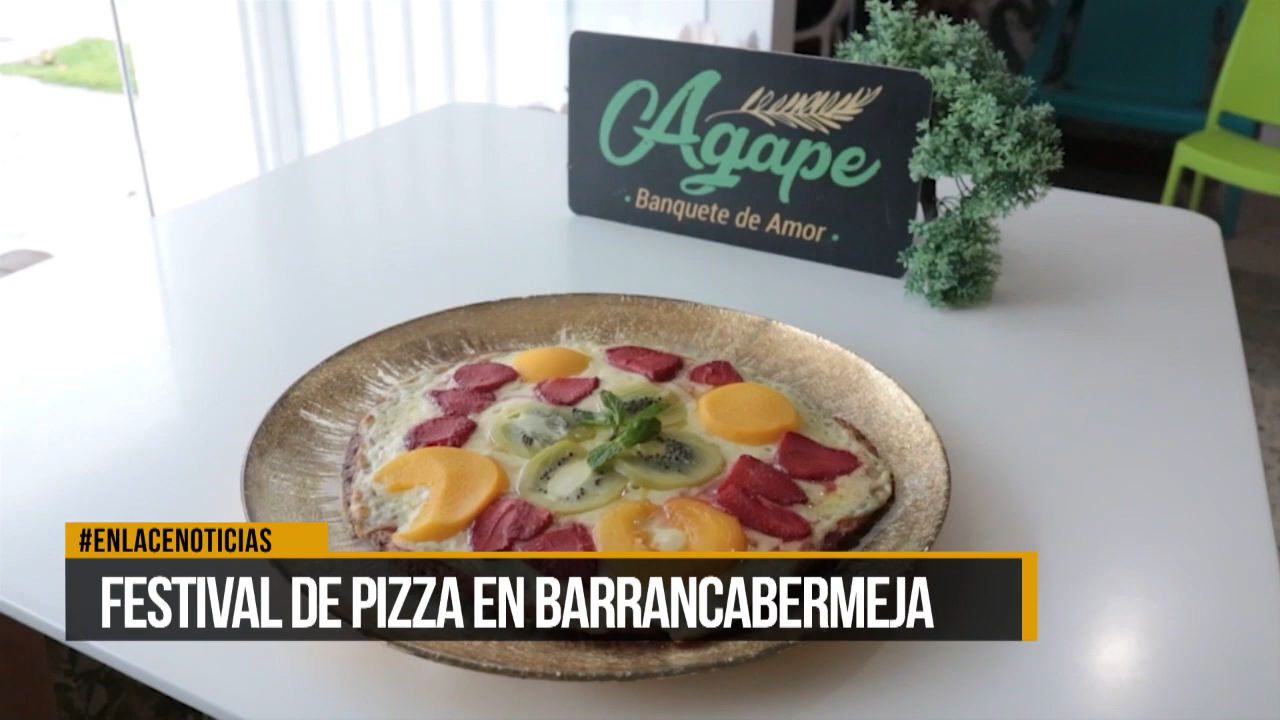 Agape
· Banquete de Amor ·
#ENLACENOTICIAS
FESTIVAL DE PIZZA EN BARRANCABERMEJA